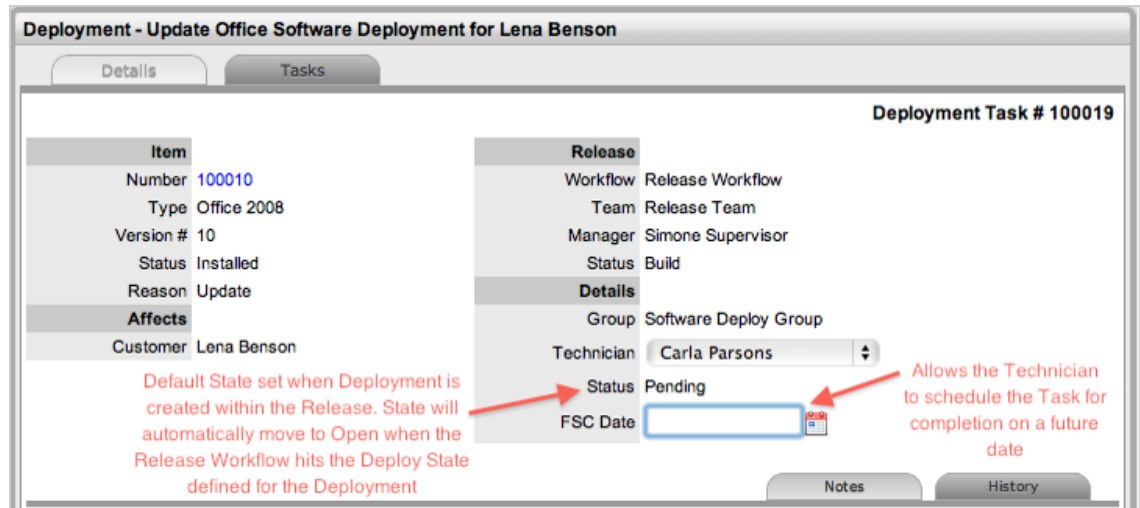 Deployment - Update Office Software Deployment for Lena Benson
Details
Tasks
Deployment Task # 100019
Item
Number 100010
Type Office 2008
Version # 10
Status Installed
Reason Update
Affects
Customer Lena Benson
Release
Workflow Release Workflow
Team Release Team
Manager Simone Supervisor
Status Build
Details
Group Software Deploy Group
Technician Carla Parsons
Status Pending
FSC Date
Default State set when Deployment is
created within the Release. State will
automatically move to Open when the
Release Workflow hits the Deploy State
defined for the Deployment
Allows the Technician
to schedule the Task for
completion on a future
date
Notes
History